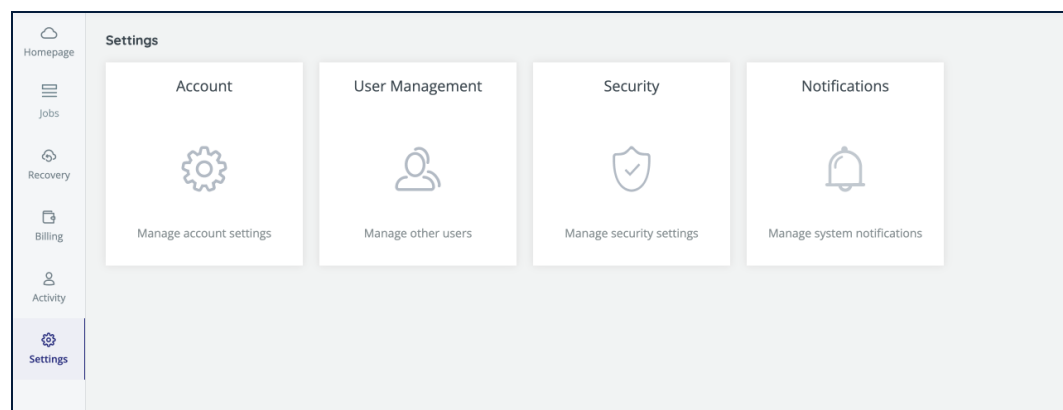 Homepage
Jobs
Recovery
Billing
Activity
Settings
Settings
Account
Manage account settings
User Management
Manage other users
Security
Manage security settings
Notifications
Manage system notifications